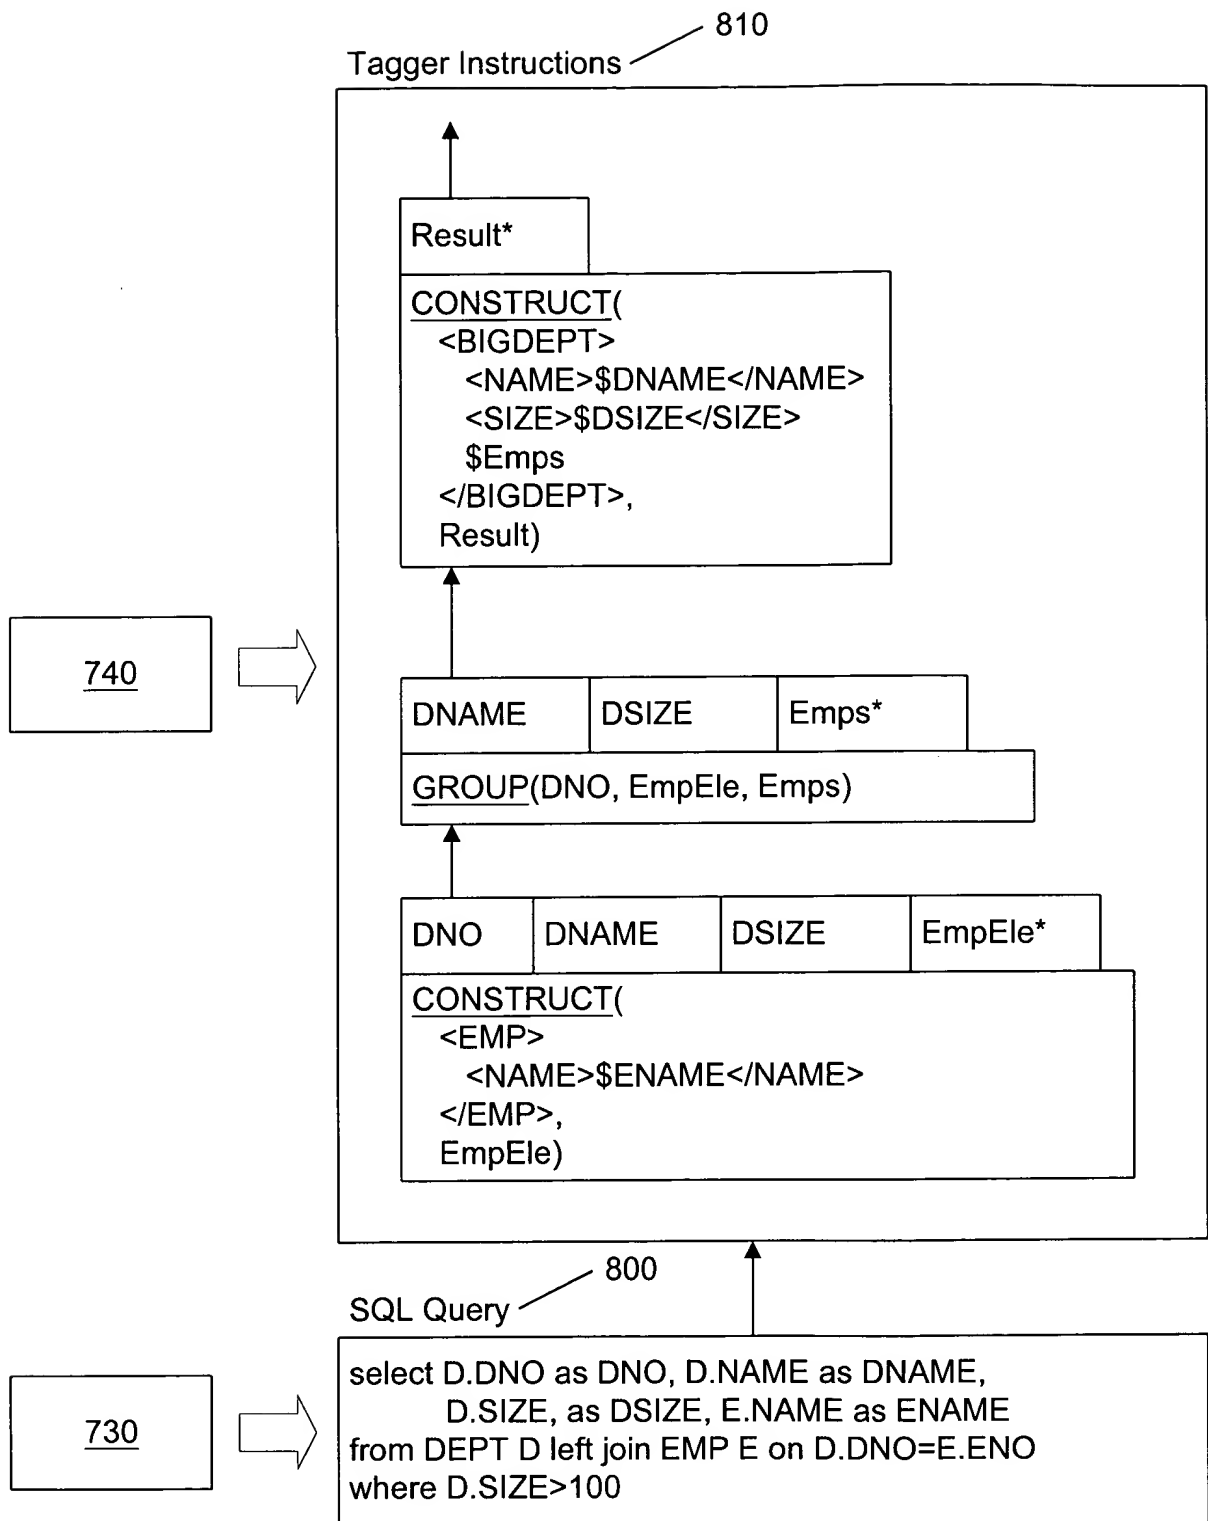 810
Tagger Instructions
Result*
CONSTRUCT(
<BIGDEPT>
<NAME>$DNAME</NAME>
<SIZE>$DSIZE</SIZE>
$Emps
</BIGDEPT>,
Result)
740
DNAME DSIZE Emps*
GROUP(DNO, EmpEle, Emps)
DNO DNAME DSIZE EmpEle*
CONSTRUCT(
<EMP>
<NAME>$ENAME</NAME>
</EMP>,
EmpEle)
800
SQL Query
730
select D.DNO as DNO, D.NAME as DNAME,
D.SIZE, as DSIZE, E.NAME as ENAME
from DEPT D left join EMP E on D.DNO=E.ENO
where D.SIZE>100